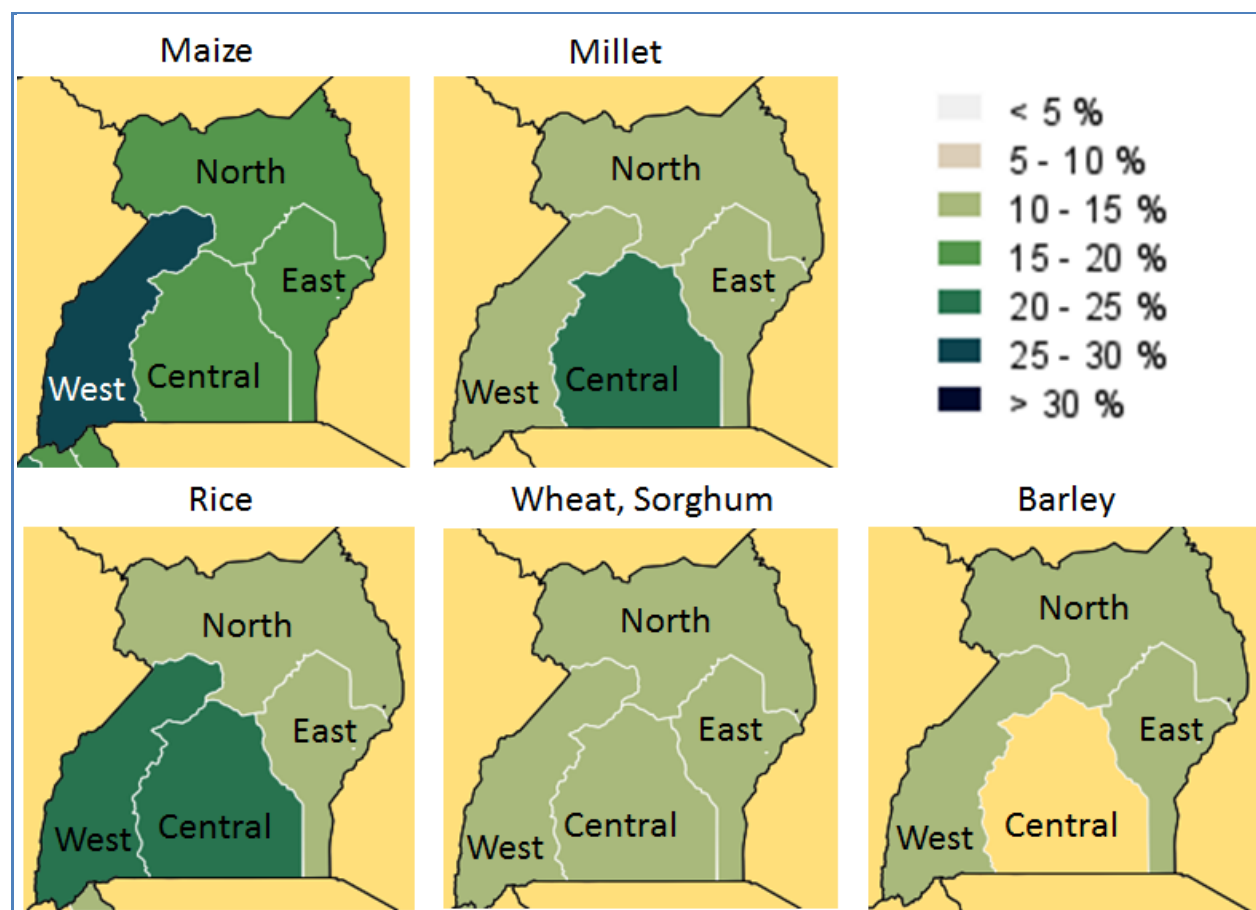 Maize
Millet
North
East
West
Central
North
East
West
Central
< 5 %
5 - 10 %
10 - 15 %
15 - 20 %
20 - 25 %
25 - 30 %
> 30 %
Rice
Wheat, Sorghum
Barley
North
East
West
Central
North
East
West
Central
North
East
West
Central